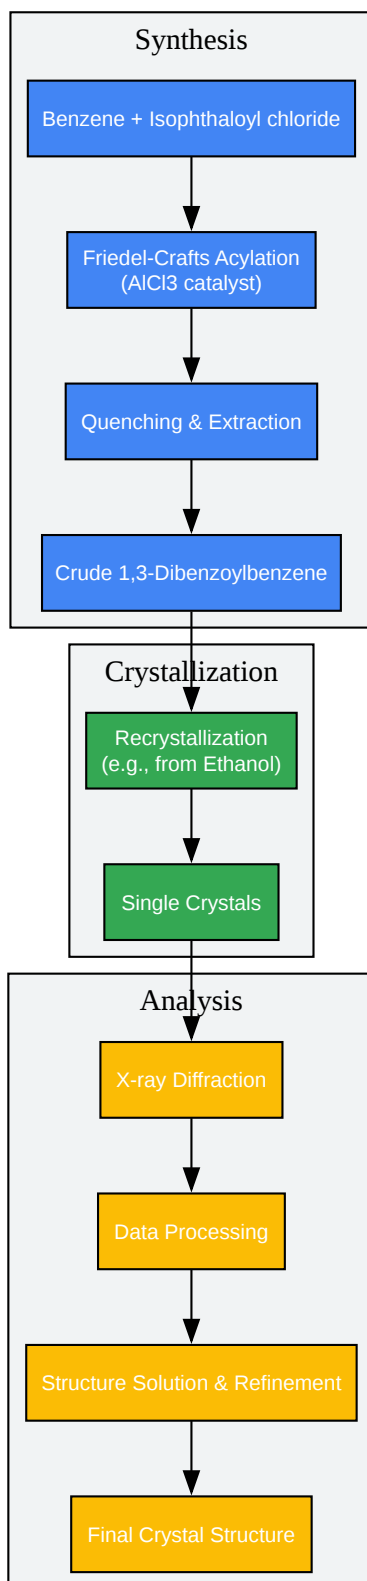 Synthesis
Benzene + Isophthaloyl chloride
Friedel-Crafts Acylation
(AlCl3 catalyst)
Quenching & Extraction
Crude 1,3-Dibenzoylbenzene
Crystallization
Recrystallization
(e.g., from Ethanol)
Single Crystals
Analysis
X-ray Diffraction
Data Processing
Structure Solution & Refinement
Final Crystal Structure